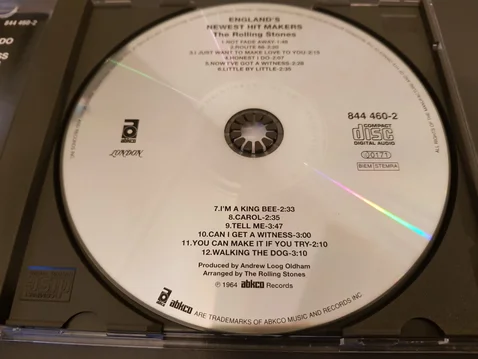 844 460-2
DO
ENGLAND'S
NEWEST HIT MAKERS
The Rolling Stones
1.NOT FADE AWAY-1:48
2.ROUTE 66-2:20
3.I JUST WANT TO MAKE LOVE TO YOU-2:15
4.HONEST I DO-2:07
5.NOW I'VE GOT A WITNESS-2:28
6.LITTLE BY LITTLE-2:35
844 460-2
COMPACT
disc
DIGITAL AUDIO
BIEM STEMRA
abkco
LONDON
7.I'M A KING BEE-2:33
8.CAROL-2:35
9.TELL ME-3:47
10.CAN I GET A WITNESS-3:00
11.YOU CAN MAKE IT IF YOU TRY-2:10
12.WALKING THE DOG-3:10
Produced by Andrew Loog Oldham
Arranged by The Rolling Stones
℗ 1964 abkco Records
abkco ARE TRADEMARKS OF ABKCO MUSIC AND RECORDS INC.